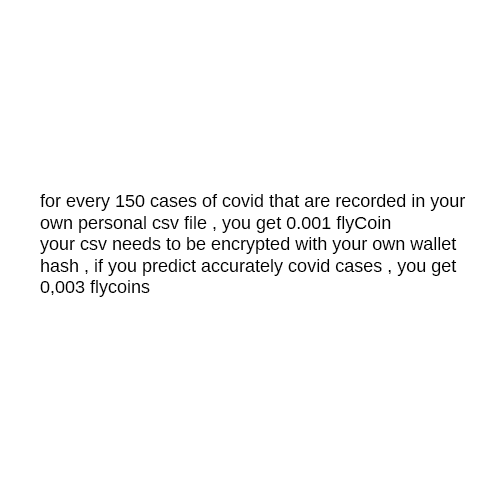 for every 150 cases of covid that are recorded in your
own personal csv file , you get 0.001 flyCoin
your csv needs to be encrypted with your own wallet
hash , if you predict accurately covid cases , you get
0,003 flycoins